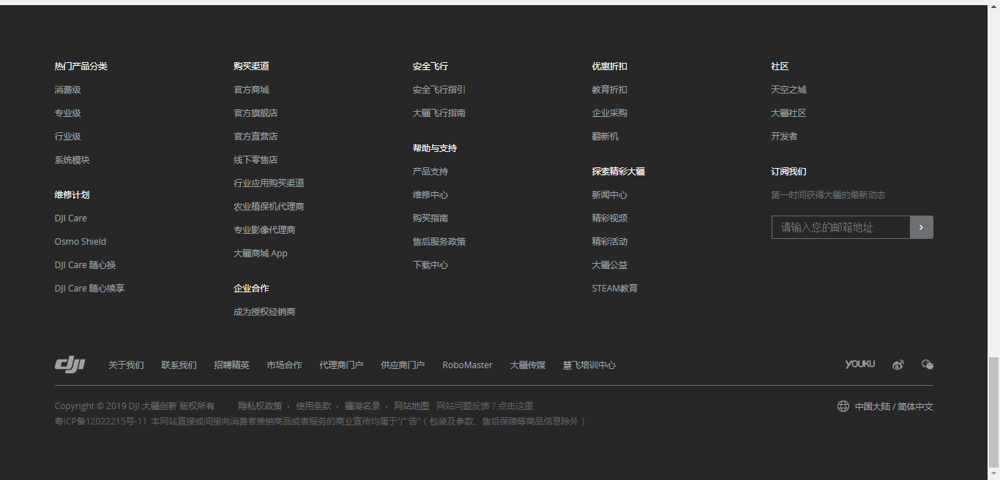 热门产品分类
消费级
专业级
行业级
系统模块
维修计划
DJI Care
Osmo Shield
DJI Care 随心换
DJI Care 随心续享
购买渠道
官方商城
官方旗舰店
官方直营店
线下零售店
行业应用购买渠道
农业植保机代理商
专业影像代理商
大疆商城 App
企业合作
成为授权经销商
安全飞行
安全飞行指引
大疆飞行指南
帮助与支持
产品支持
维修中心
购买指南
售后服务政策
下载中心
优惠折扣
教育折扣
企业采购
翻新机
探索精彩大疆
新闻中心
精彩视频
精彩活动
大疆公益
STEAM教育
社区
天空之城
大疆社区
开发者
订阅我们
第一时间获得大疆的最新动态
请输入您的邮箱地址
dji 关于我们 联系我们 招聘精英 市场合作 代理商门户 供应商门户 RoboMaster 大疆传媒 慧飞培训中心 YOUKU
Copyright © 2019 DJI 大疆创新 版权所有 隐私权政策 · 使用条款 · 疆湖名录 · 网站地图 网站问题反馈？点击这里 中国大陆 / 简体中文
粤ICP备12022215号-11 本网站直接或间接向消费者推销商品或者服务的商业宣传均属于“广告”（包装及参数、售后保障等商品信息除外）